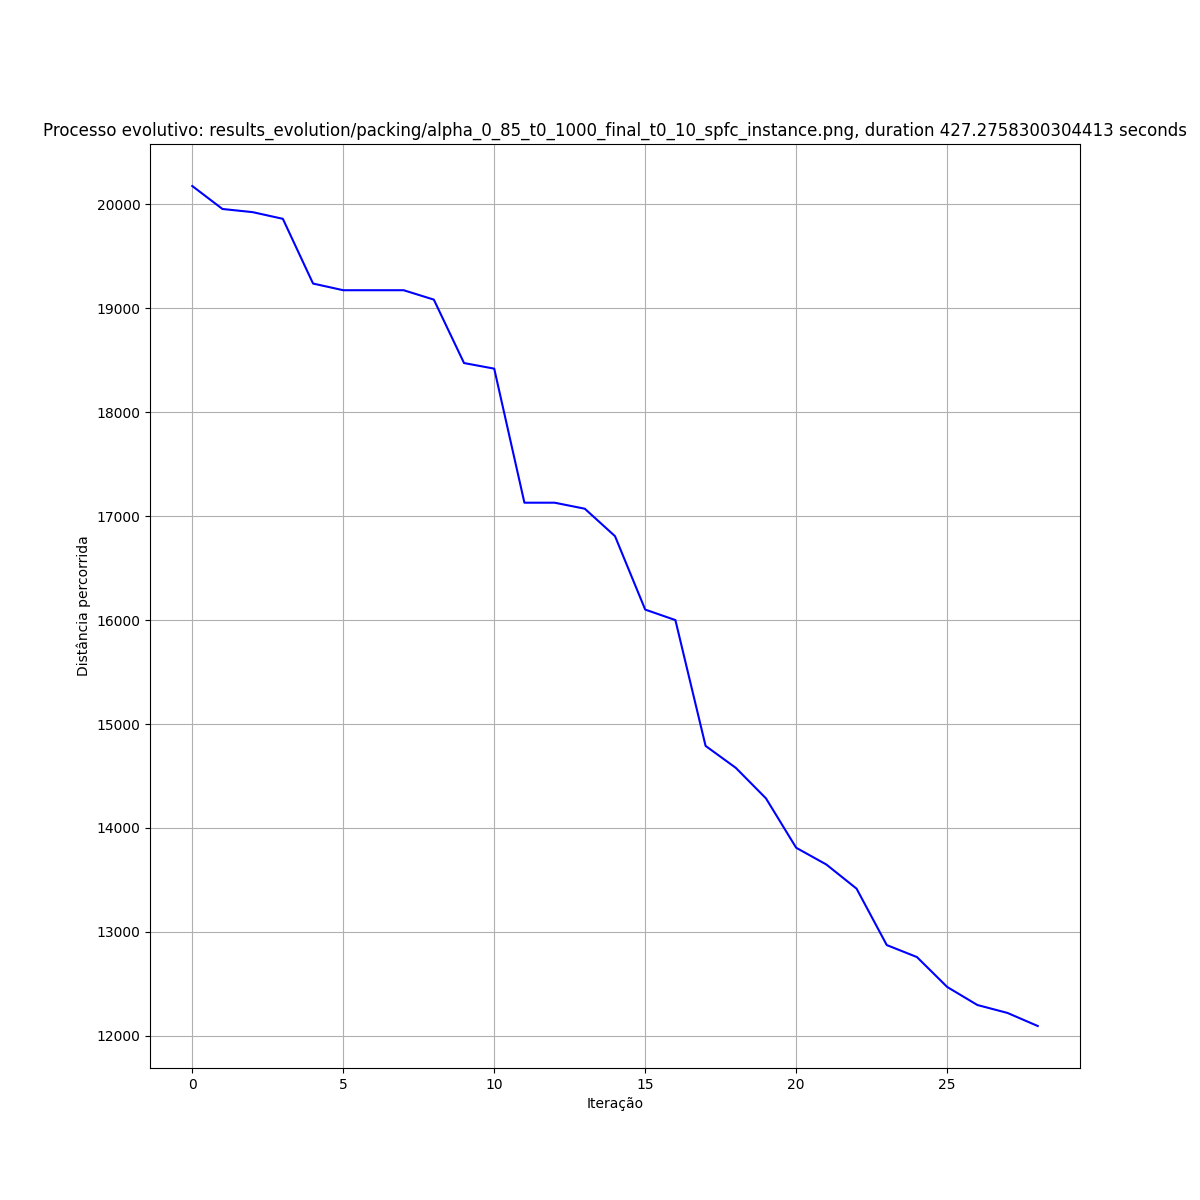 Processo evolutivo: results_evolution/packing/alpha_0_85_t0_1000_final_t0_10_spfc_instance.png, duration 427.2758300304413 seconds
20000
19000
18000
17000
16000
15000
14000
13000
12000
Distância percorrida
0 5 10 15 20 25
Iteração